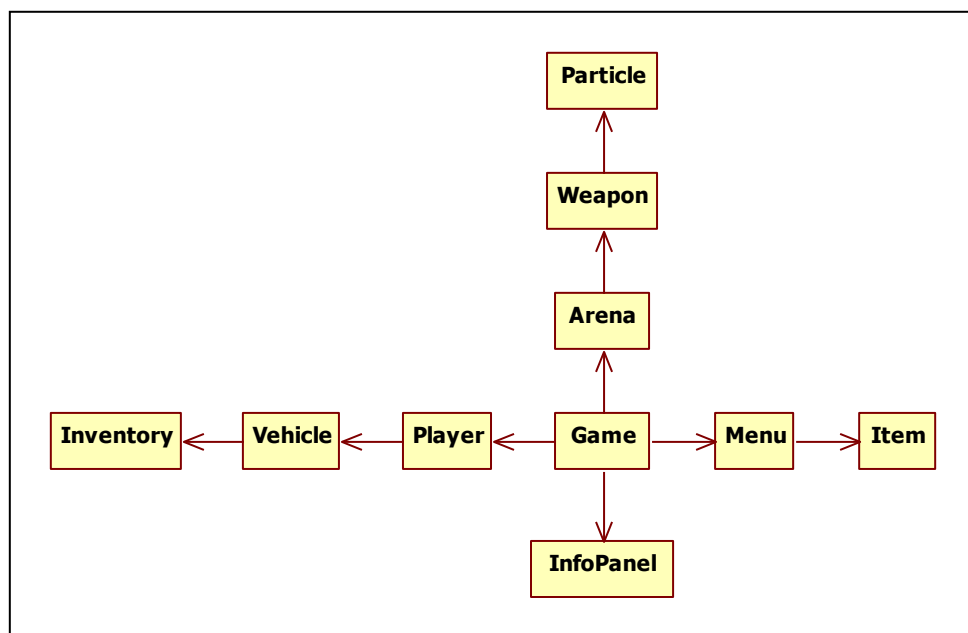 Particle
Weapon
Arena
Inventory
Vehicle
Player
Game
Menu
Item
InfoPanel